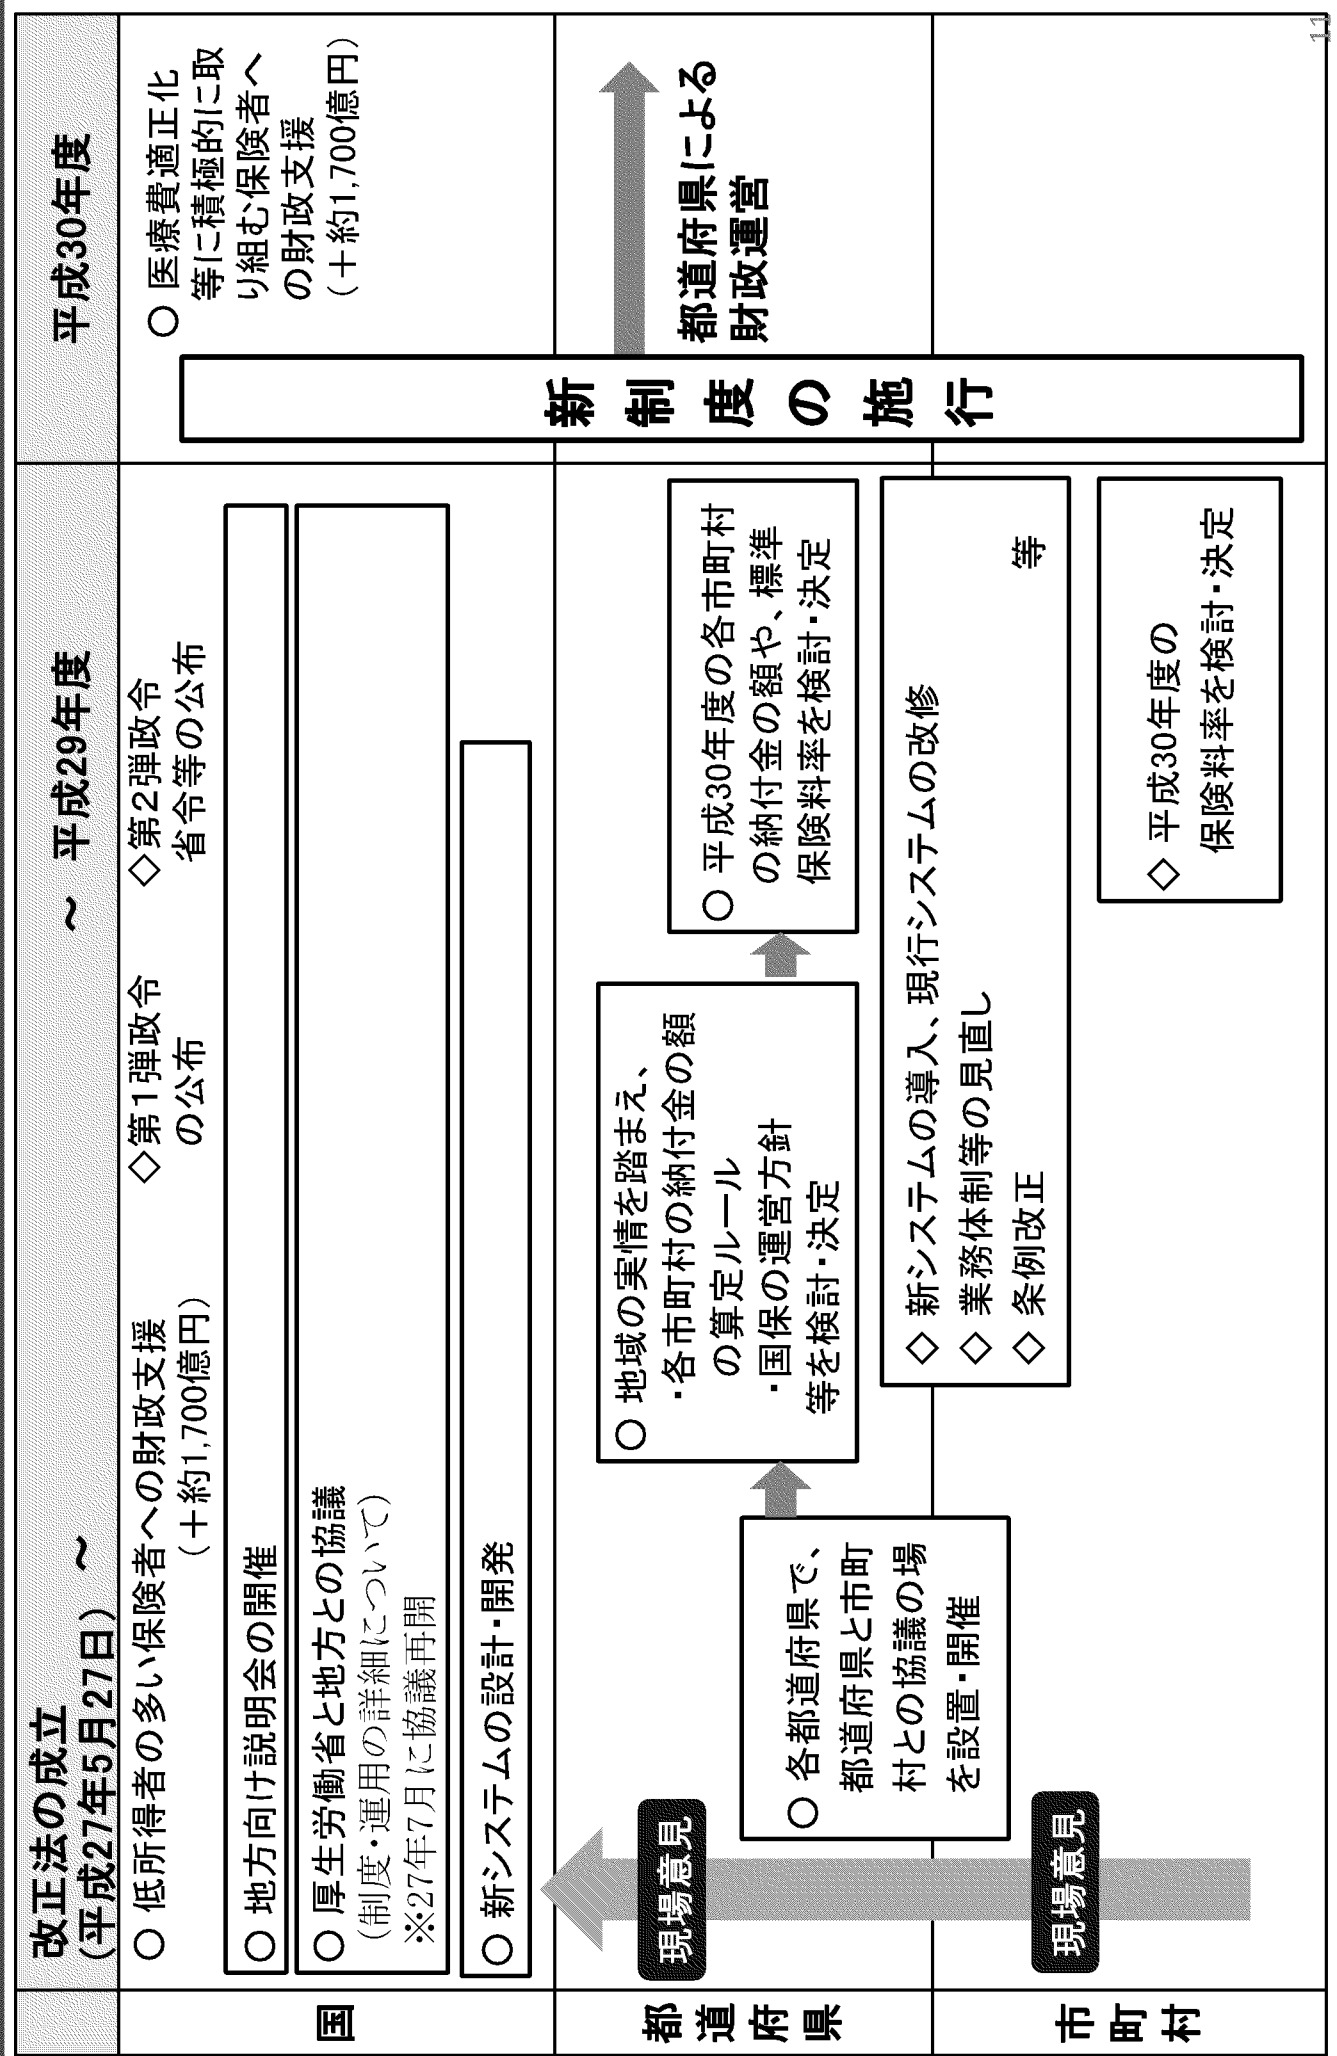 改正法の成立
(平成27年5月27日) ～
～ 平成29年度
平成30年度
国
○ 低所得者の多い保険者への財政支援
(＋約1,700億円)
◇第1弾政令
の公布
◇第2弾政令
省令等の公布
○ 地方向け説明会の開催
○ 厚生労働省と地方との協議
(制度・運用の詳細について)
※27年7月に協議再開
○ 新システムの設計・開発
○ 医療費適正化
等に積極的に取
り組む保険者へ
の財政支援
(＋約1,700億円)
新制度の施行
都道府県
現場意見
○ 各都道府県で、
都道府県と市町
村との協議の場
を設置・開催
○ 地域の実情を踏まえ、
・各市町村の納付金の額
の算定ルール
・国保の運営方針
等を検討・決定
○ 平成30年度の各市町村
の納付金の額や、標準
保険料率を検討・決定
都道府県による
財政運営
市町村
現場意見
◇ 新システムの導入、現行システムの改修
◇ 業務体制等の見直し
◇ 条例改正 等
◇ 平成30年度の
保険料率を検討・決定
11